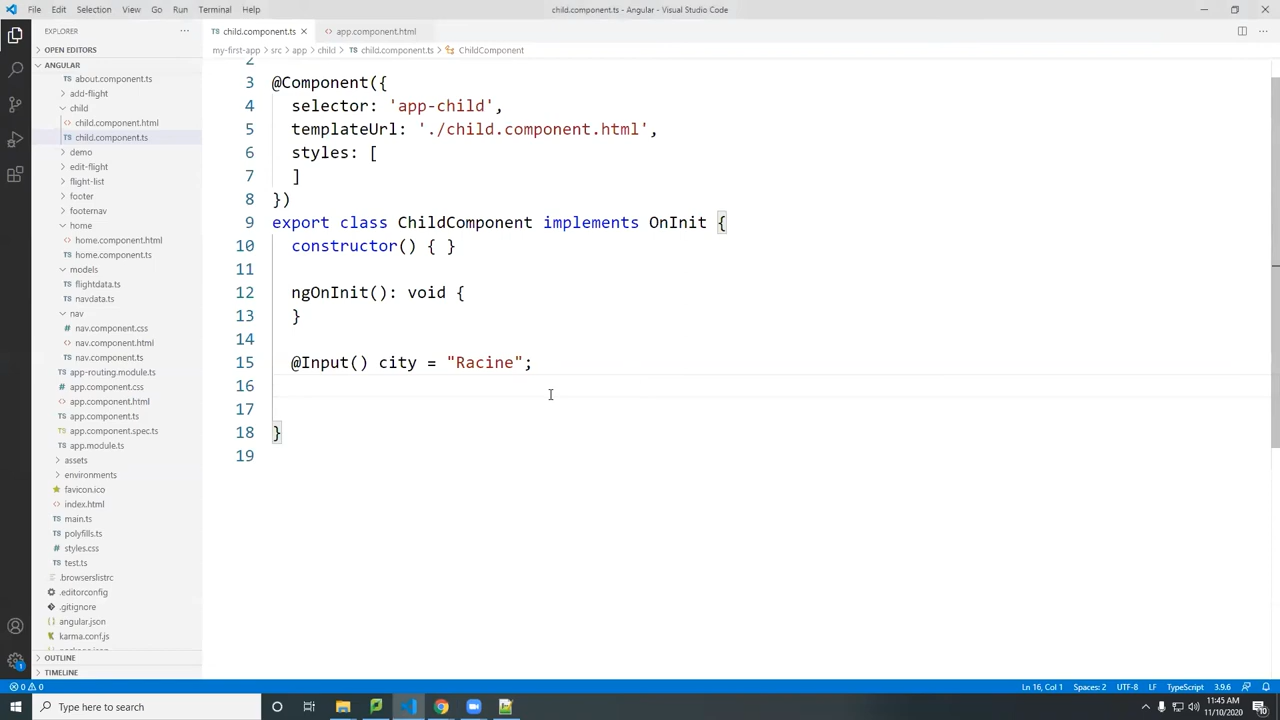 File Edit Selection View Go Run Terminal Help
child.component.ts - Angular - Visual Studio Code
EXPLORER
OPEN EDITORS
ANGULAR
about.component.ts
add-flight
child
child.component.html
child.component.ts
demo
edit-flight
flight-list
footer
footernav
home
home.component.html
home.component.ts
models
flightdata.ts
navdata.ts
nav
nav.component.css
nav.component.html
nav.component.ts
app-routing.module.ts
app.component.css
app.component.html
app.component.ts
app.component.spec.ts
app.module.ts
assets
environments
favicon.ico
index.html
main.ts
polyfills.ts
styles.css
test.ts
.browserslistrc
.editorconfig
.gitignore
angular.json
karma.conf.js
OUTLINE
TIMELINE
TS child.component.ts × <> app.component.html
my-first-app > src > app > child > TS child.component.ts > ChildComponent
2
3 @Component({
4 selector: 'app-child',
5 templateUrl: './child.component.html',
6 styles: [
7 ]
8 })
9 export class ChildComponent implements OnInit {
10 constructor() { }
11
12 ngOnInit(): void {
13 }
14
15 @Input() city = "Racine";
16
17
18 }
19
0 0
Ln 16, Col 1 Spaces: 2 UTF-8 LF TypeScript 3.9.6
Type here to search
11:45 AM
11/10/2020